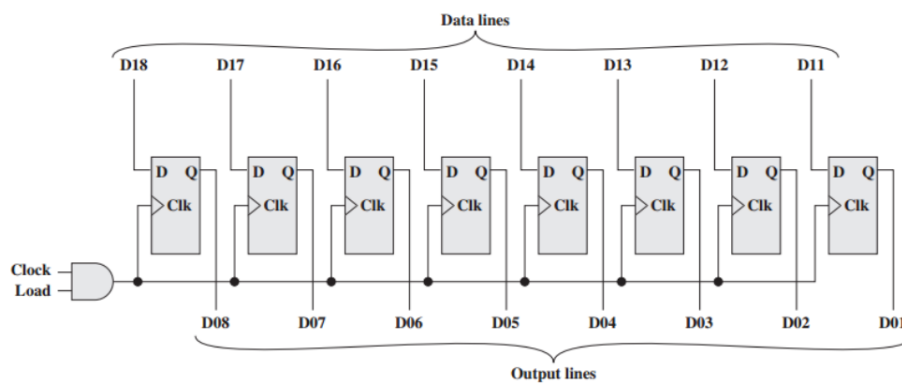 Data lines
D18 D17 D16 D15 D14 D13 D12 D11
D Q D Q D Q D Q D Q D Q D Q D Q
Clk Clk Clk Clk Clk Clk Clk Clk
Clock
Load
D08 D07 D06 D05 D04 D03 D02 D01
Output lines